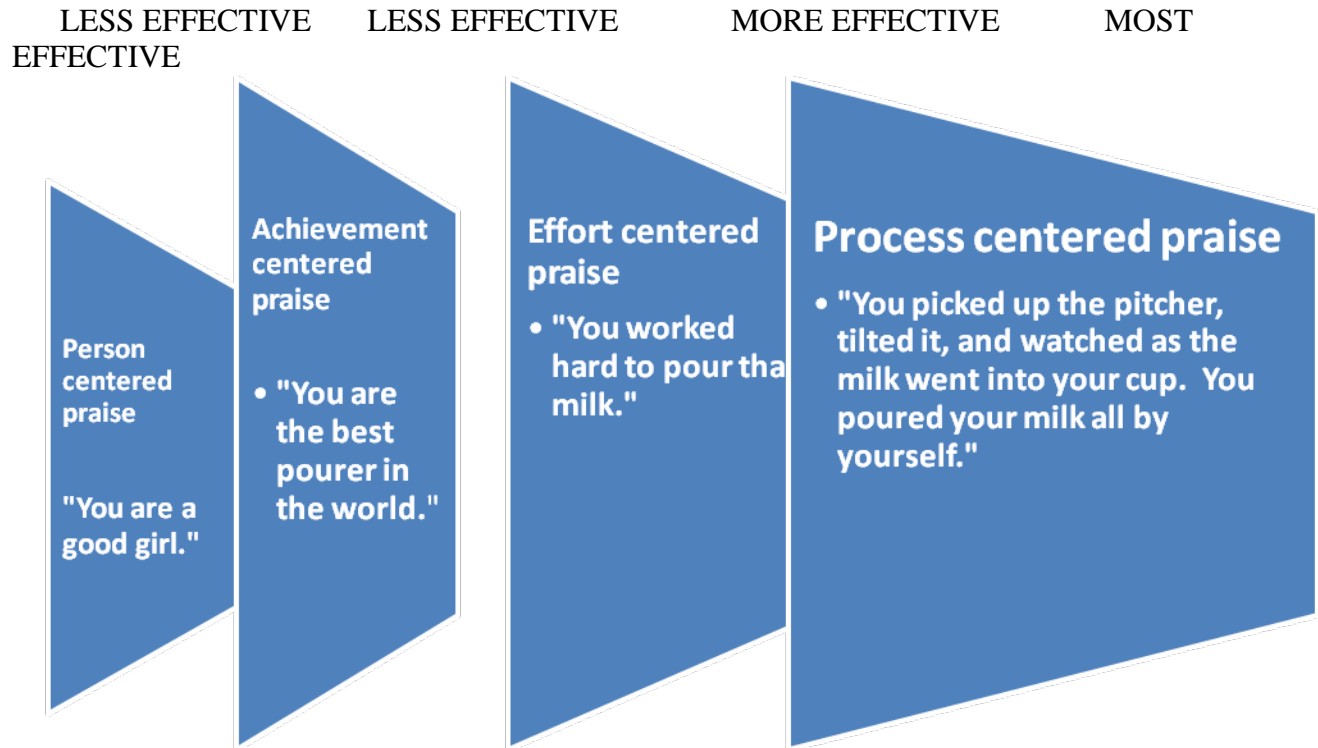 LESS EFFECTIVE LESS EFFECTIVE MORE EFFECTIVE MOST
EFFECTIVE
Person
centered
praise
"You are a
good girl."
Achievement
centered
praise
• "You are
the best
pourer in
the world."
Effort centered
praise
• "You worked
hard to pour tha
milk."
Process centered praise
• "You picked up the pitcher,
tilted it, and watched as the
milk went into your cup. You
poured your milk all by
yourself."